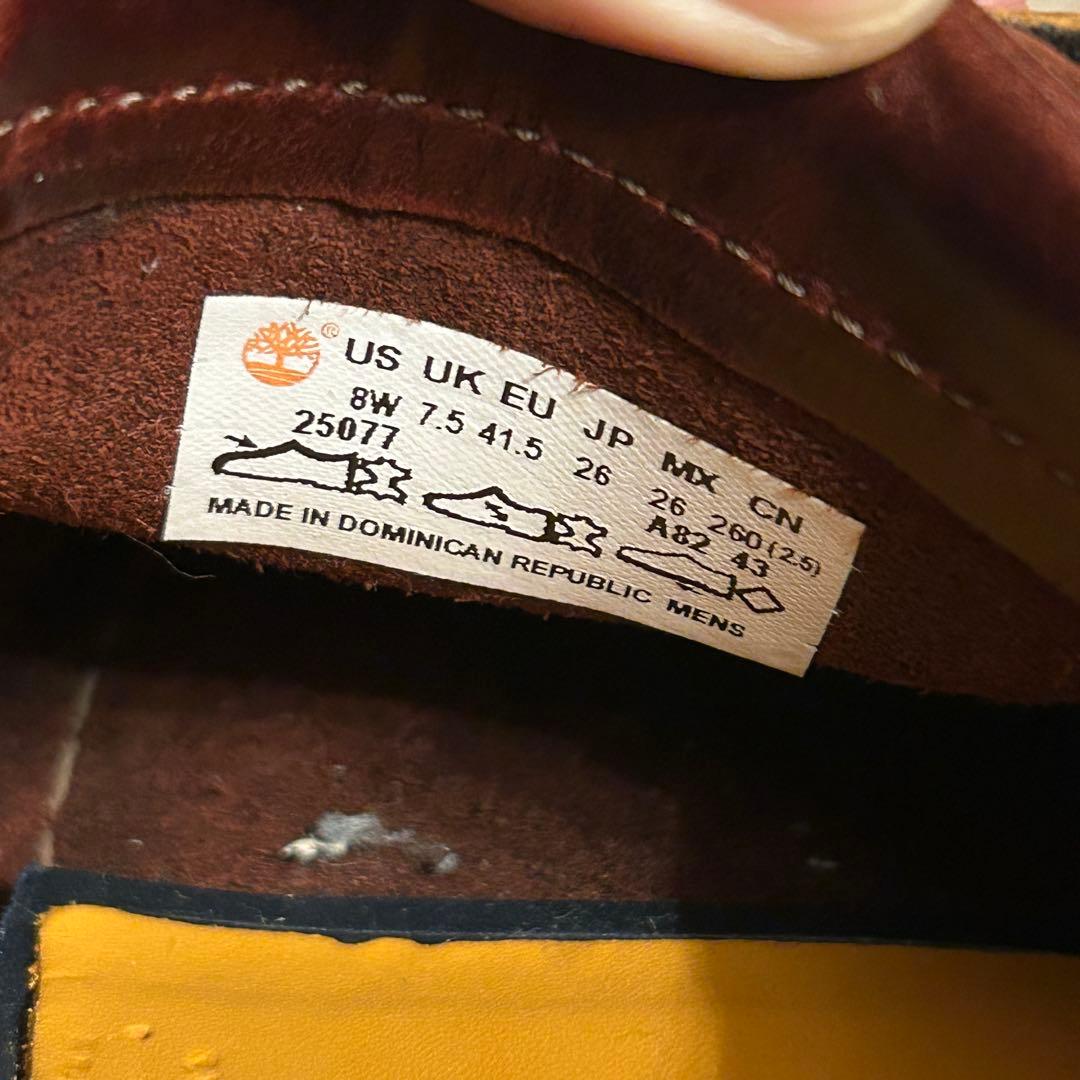 ®
US UK EU JP MX CN
8W 7.5 41.5 26 26 260 (2.5)
25077 A82 43
MADE IN DOMINICAN REPUBLIC MENS